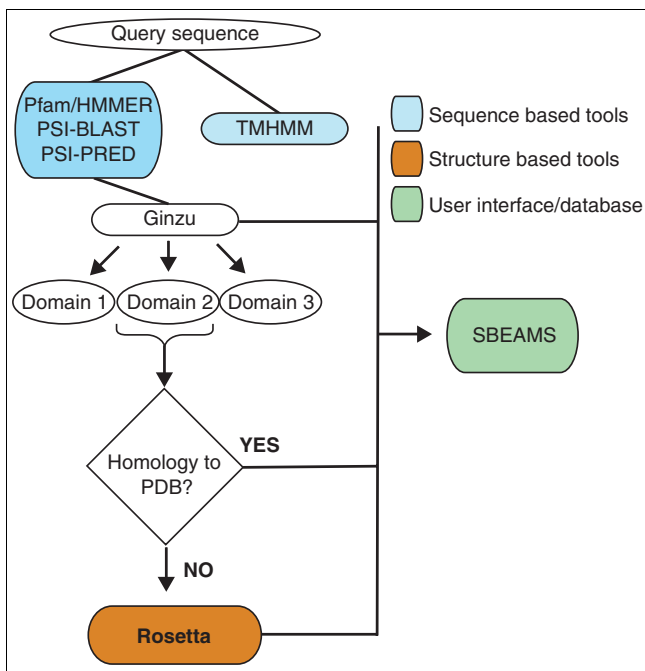 Query sequence
Pfam/HMMER
PSI-BLAST
PSI-PRED
TMHMM
Sequence based tools
Structure based tools
User interface/database
Ginzu
Domain 1
Domain 2
Domain 3
SBEAMS
Homology to
PDB?
YES
NO
Rosetta